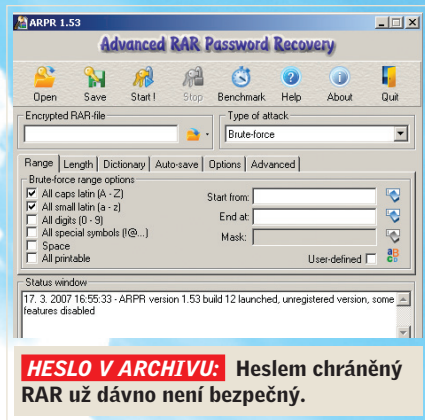 ARPR 1.53
Advanced RAR Password Recovery
Open Save Start! Stop Benchmark Help About Quit
Encrypted RAR-file
Type of attack
Brute-force
Range Length Dictionary Auto-save Options Advanced
Brute-force range options
All caps latin (A - Z)
All small latin (a - z)
All digits (0 - 9)
All special symbols (!@...)
Space
All printable
Start from:
End at:
Mask:
User-defined
Status window
17. 3. 2007 16:55:33 - ARPR version 1.53 build 12 launched, unregistered version, some
features disabled
HESLO V ARCHIVU: Heslem chráněný
RAR už dávno není bezpečný.